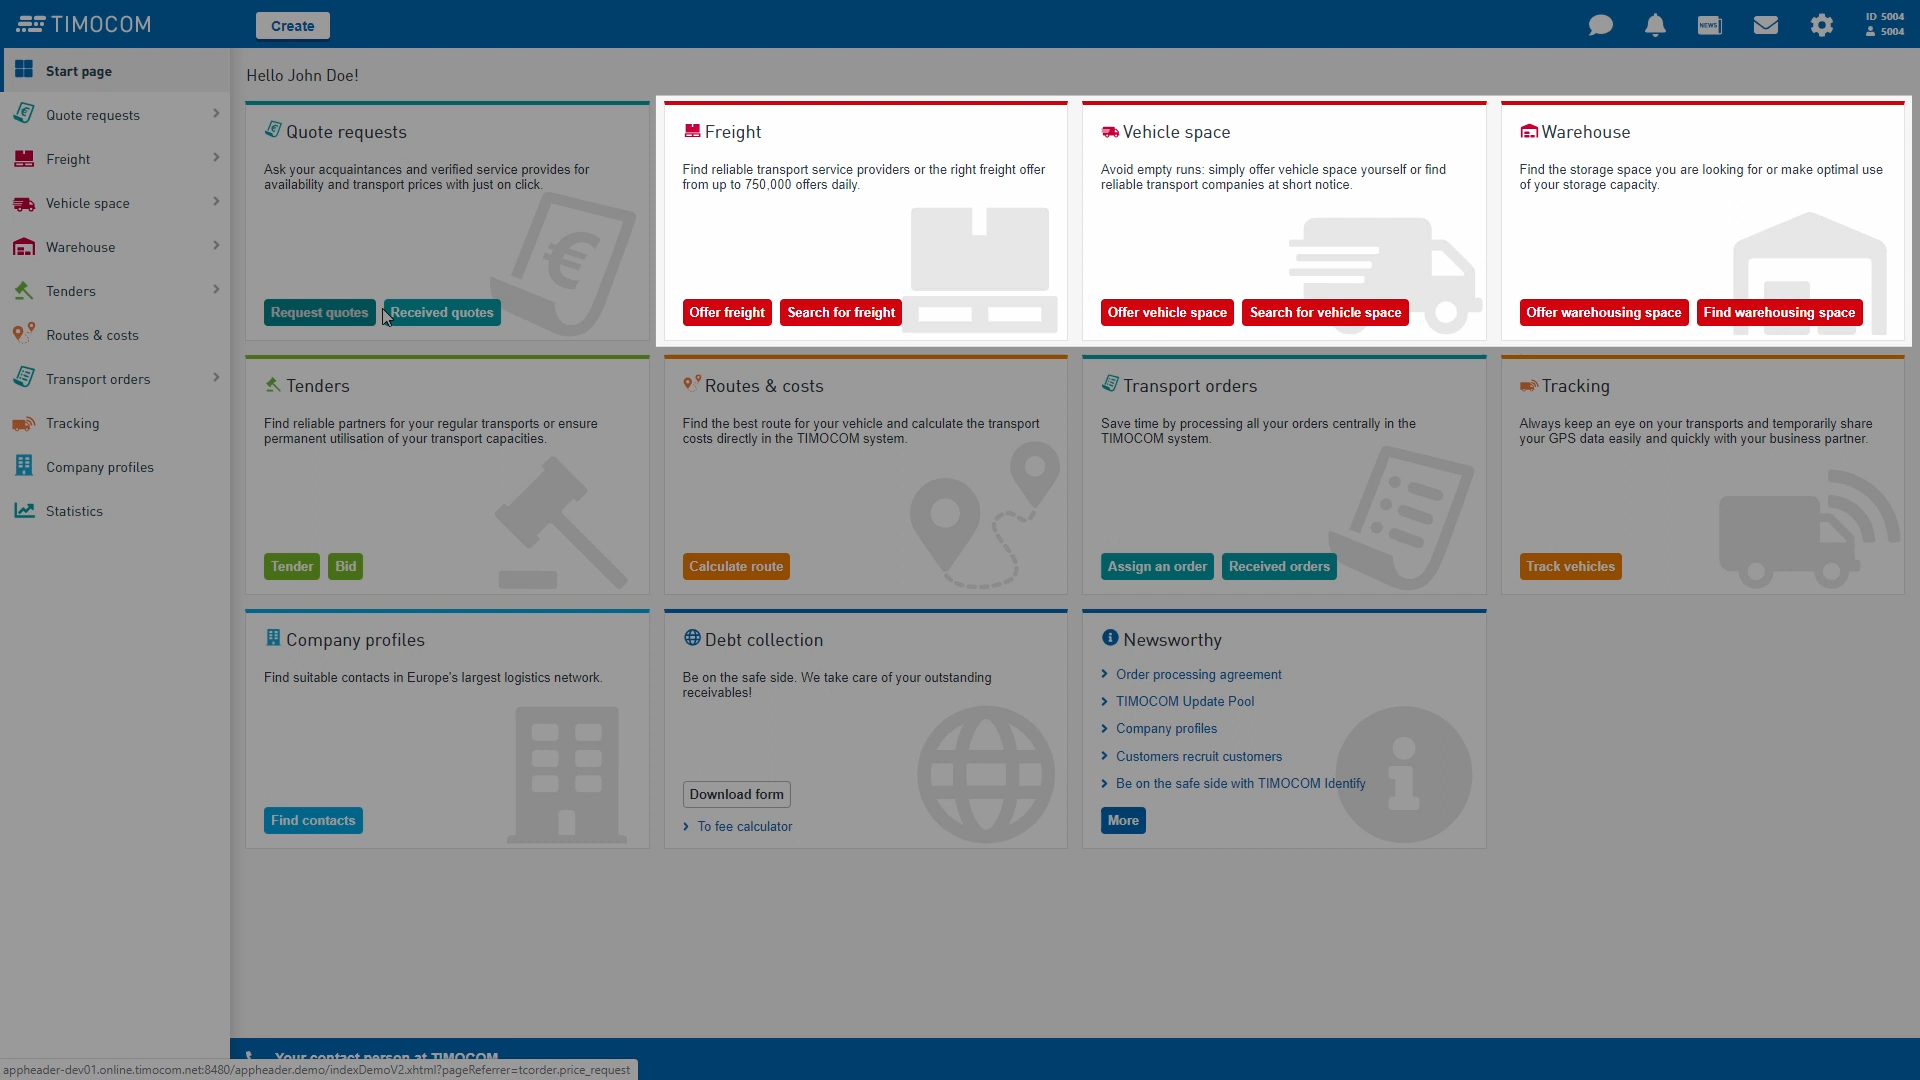 TIMOCOM
Create
NEWS
ID 5004
5004
Start page
Quote requests
Freight
Vehicle space
Warehouse
Tenders
Routes & costs
Transport orders
Tracking
Company profiles
Statistics
Hello John Doe!
Quote requests
Ask your acquaintances and verified service provides for
availability and transport prices with just on click.
Request quotes
Received quotes
Freight
Find reliable transport service providers or the right freight offer
from up to 750,000 offers daily.
Offer freight
Search for freight
Vehicle space
Avoid empty runs: simply offer vehicle space yourself or find
reliable transport companies at short notice.
Offer vehicle space
Search for vehicle space
Warehouse
Find the storage space you are looking for or make optimal use
of your storage capacity.
Offer warehousing space
Find warehousing space
Tenders
Find reliable partners for your regular transports or ensure
permanent utilisation of your transport capacities.
Tender
Bid
Routes & costs
Find the best route for your vehicle and calculate the transport
costs directly in the TIMOCOM system.
Calculate route
Transport orders
Save time by processing all your orders centrally in the
TIMOCOM system.
Assign an order
Received orders
Tracking
Always keep an eye on your transports and temporarily share
your GPS data easily and quickly with your business partner.
Track vehicles
Company profiles
Find suitable contacts in Europe's largest logistics network.
Find contacts
Debt collection
Be on the safe side. We take care of your outstanding
receivables!
Download form
To fee calculator
Newsworthy
Order processing agreement
TIMOCOM Update Pool
Company profiles
Customers recruit customers
Be on the safe side with TIMOCOM Identify
More
Your contact person at TIMOCOM
appheader-dev01.online.timocom.net:8480/appheader.demo/indexDemoV2.xhtml?pageReferrer=tcorder.price_request